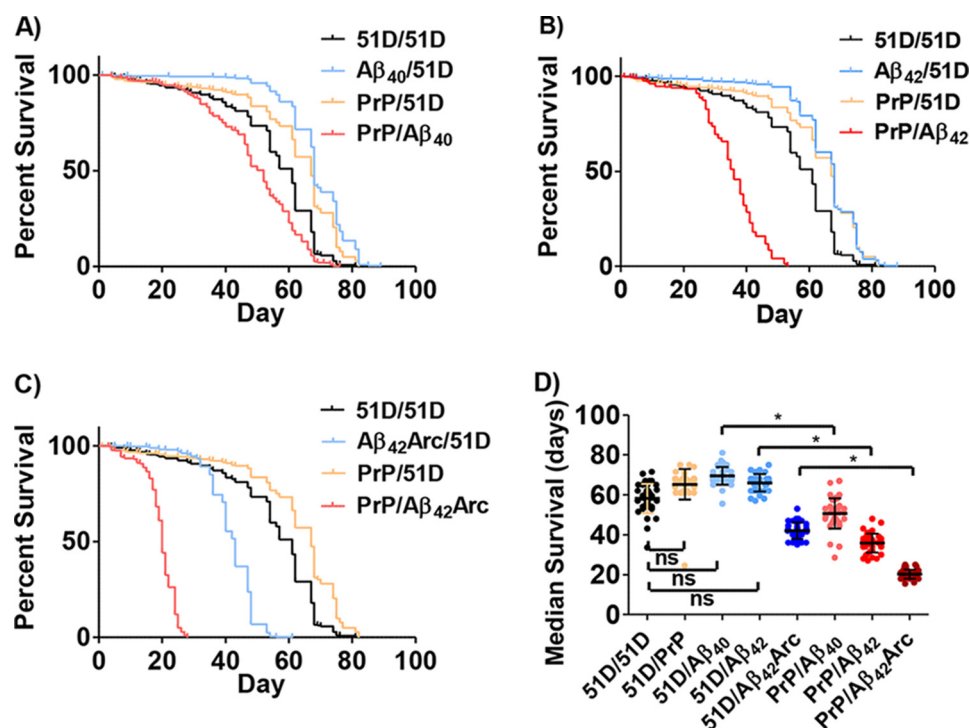 A)
51D/51D
Aβ40/51D
PrP/51D
PrP/Aβ40
Percent Survival
100
50
0
0 20 40 60 80 100
Day
B)
51D/51D
Aβ42/51D
PrP/51D
PrP/Aβ42
Percent Survival
100
50
0
0 20 40 60 80 100
Day
C)
51D/51D
Aβ42Arc/51D
PrP/51D
PrP/Aβ42Arc
Percent Survival
100
50
0
0 20 40 60 80 100
Day
D)
Median Survival (days)
100
80
60
40
20
0
*
*
*
ns
ns
ns
51D/51D
51D/PrP
51D/Aβ40
51D/Aβ42
51D/Aβ42Arc
PrP/Aβ40
PrP/Aβ42
PrP/Aβ42Arc